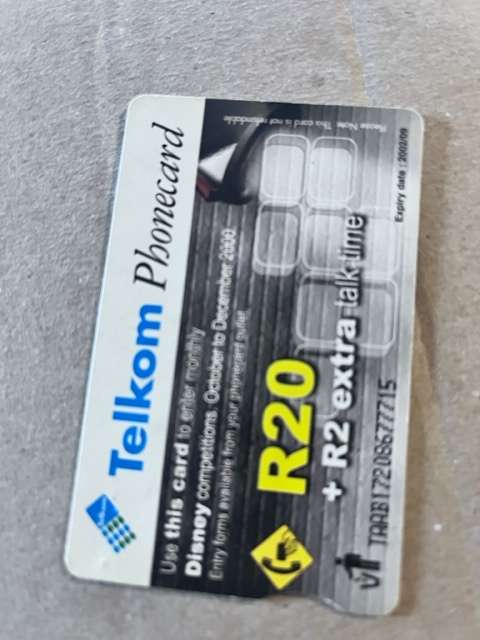 Telkom Phonecard
Use this card to enter monthly
Disney competitions. October to December 2000.
Entry forms available from your phonecard outlet.
R20
+ R2 extra talk-time
TAAB172208677715
Expiry date : 2002/09
Please Note: This card is not refundable